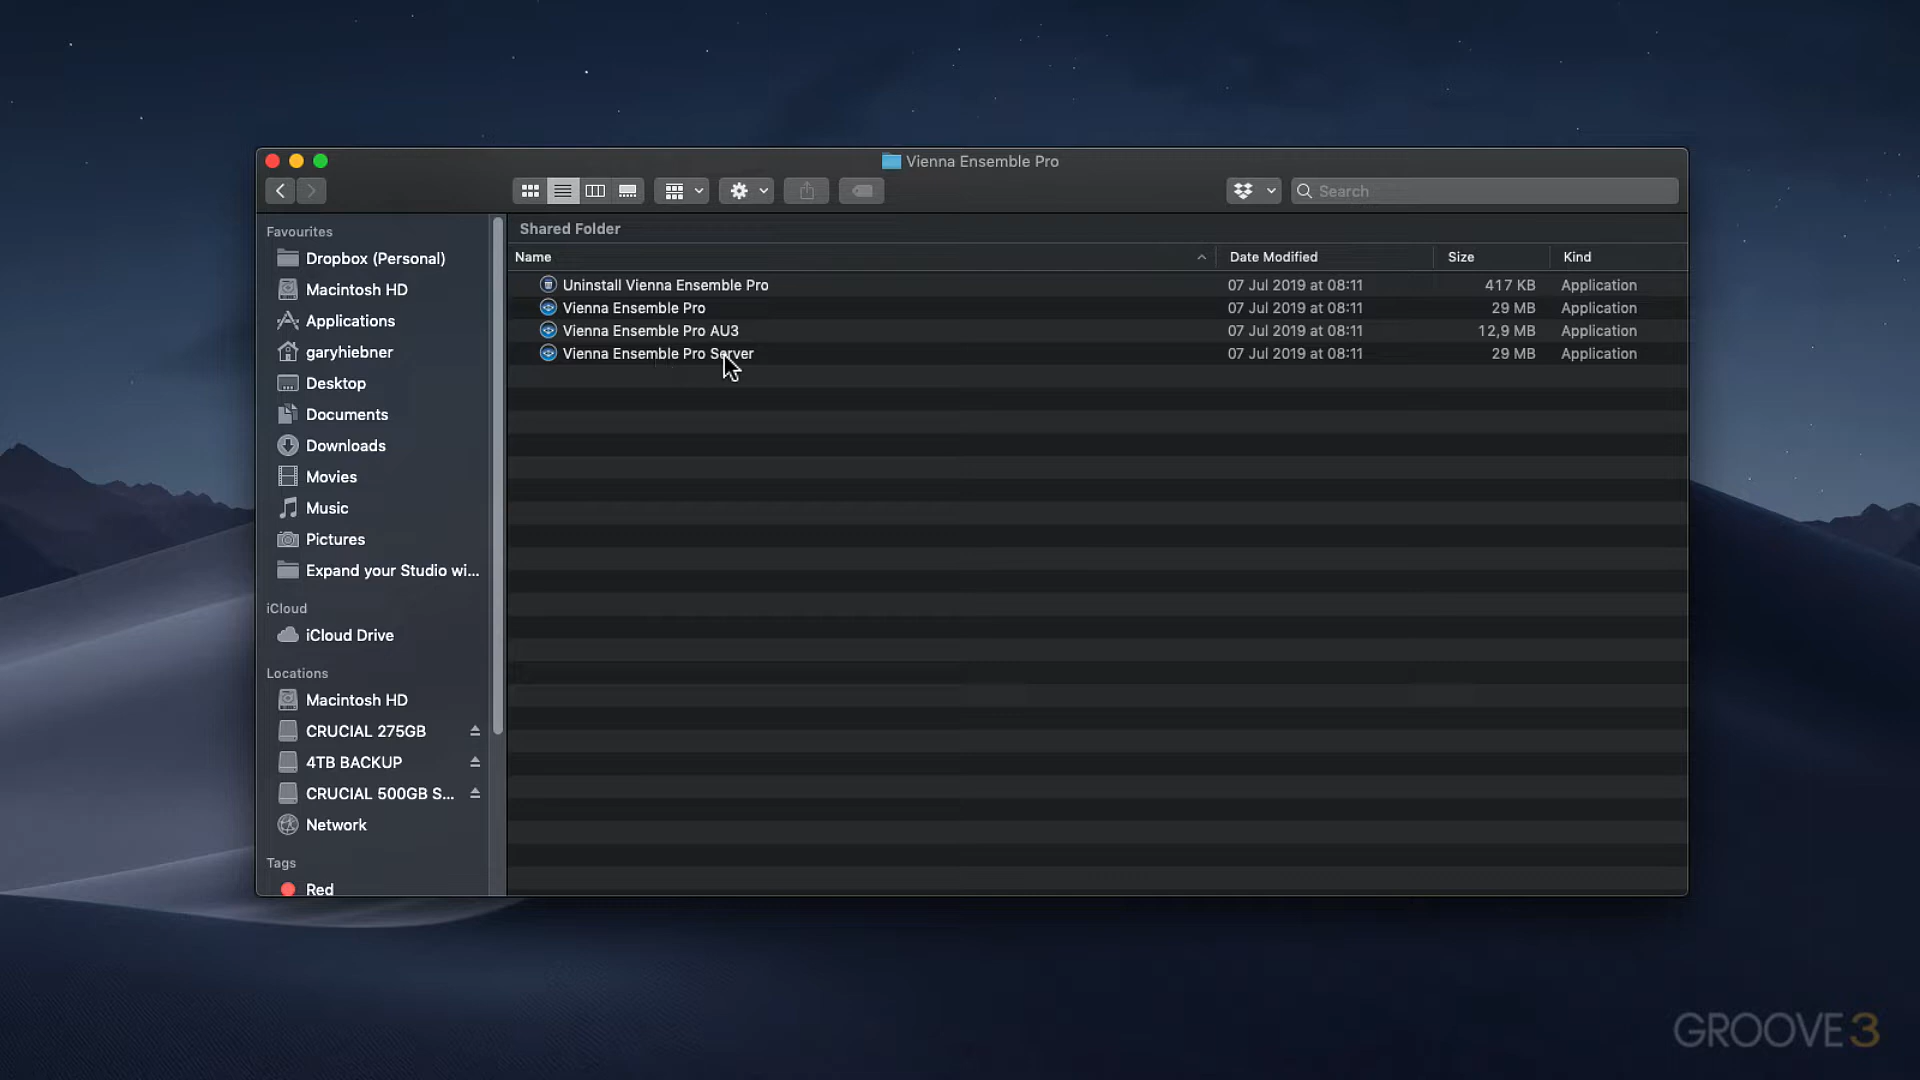 Vienna Ensemble Pro
Search
Favourites
Dropbox (Personal)
Macintosh HD
Applications
garyhiebner
Desktop
Documents
Downloads
Movies
Music
Pictures
Expand your Studio wi...
iCloud
iCloud Drive
Locations
Macintosh HD
CRUCIAL 275GB
4TB BACKUP
CRUCIAL 500GB S...
Network
Tags
Red
Shared Folder
Name Date Modified Size Kind
Uninstall Vienna Ensemble Pro 07 Jul 2019 at 08:11 417 KB Application
Vienna Ensemble Pro 07 Jul 2019 at 08:11 29 MB Application
Vienna Ensemble Pro AU3 07 Jul 2019 at 08:11 12,9 MB Application
Vienna Ensemble Pro Server 07 Jul 2019 at 08:11 29 MB Application
GROOVE3